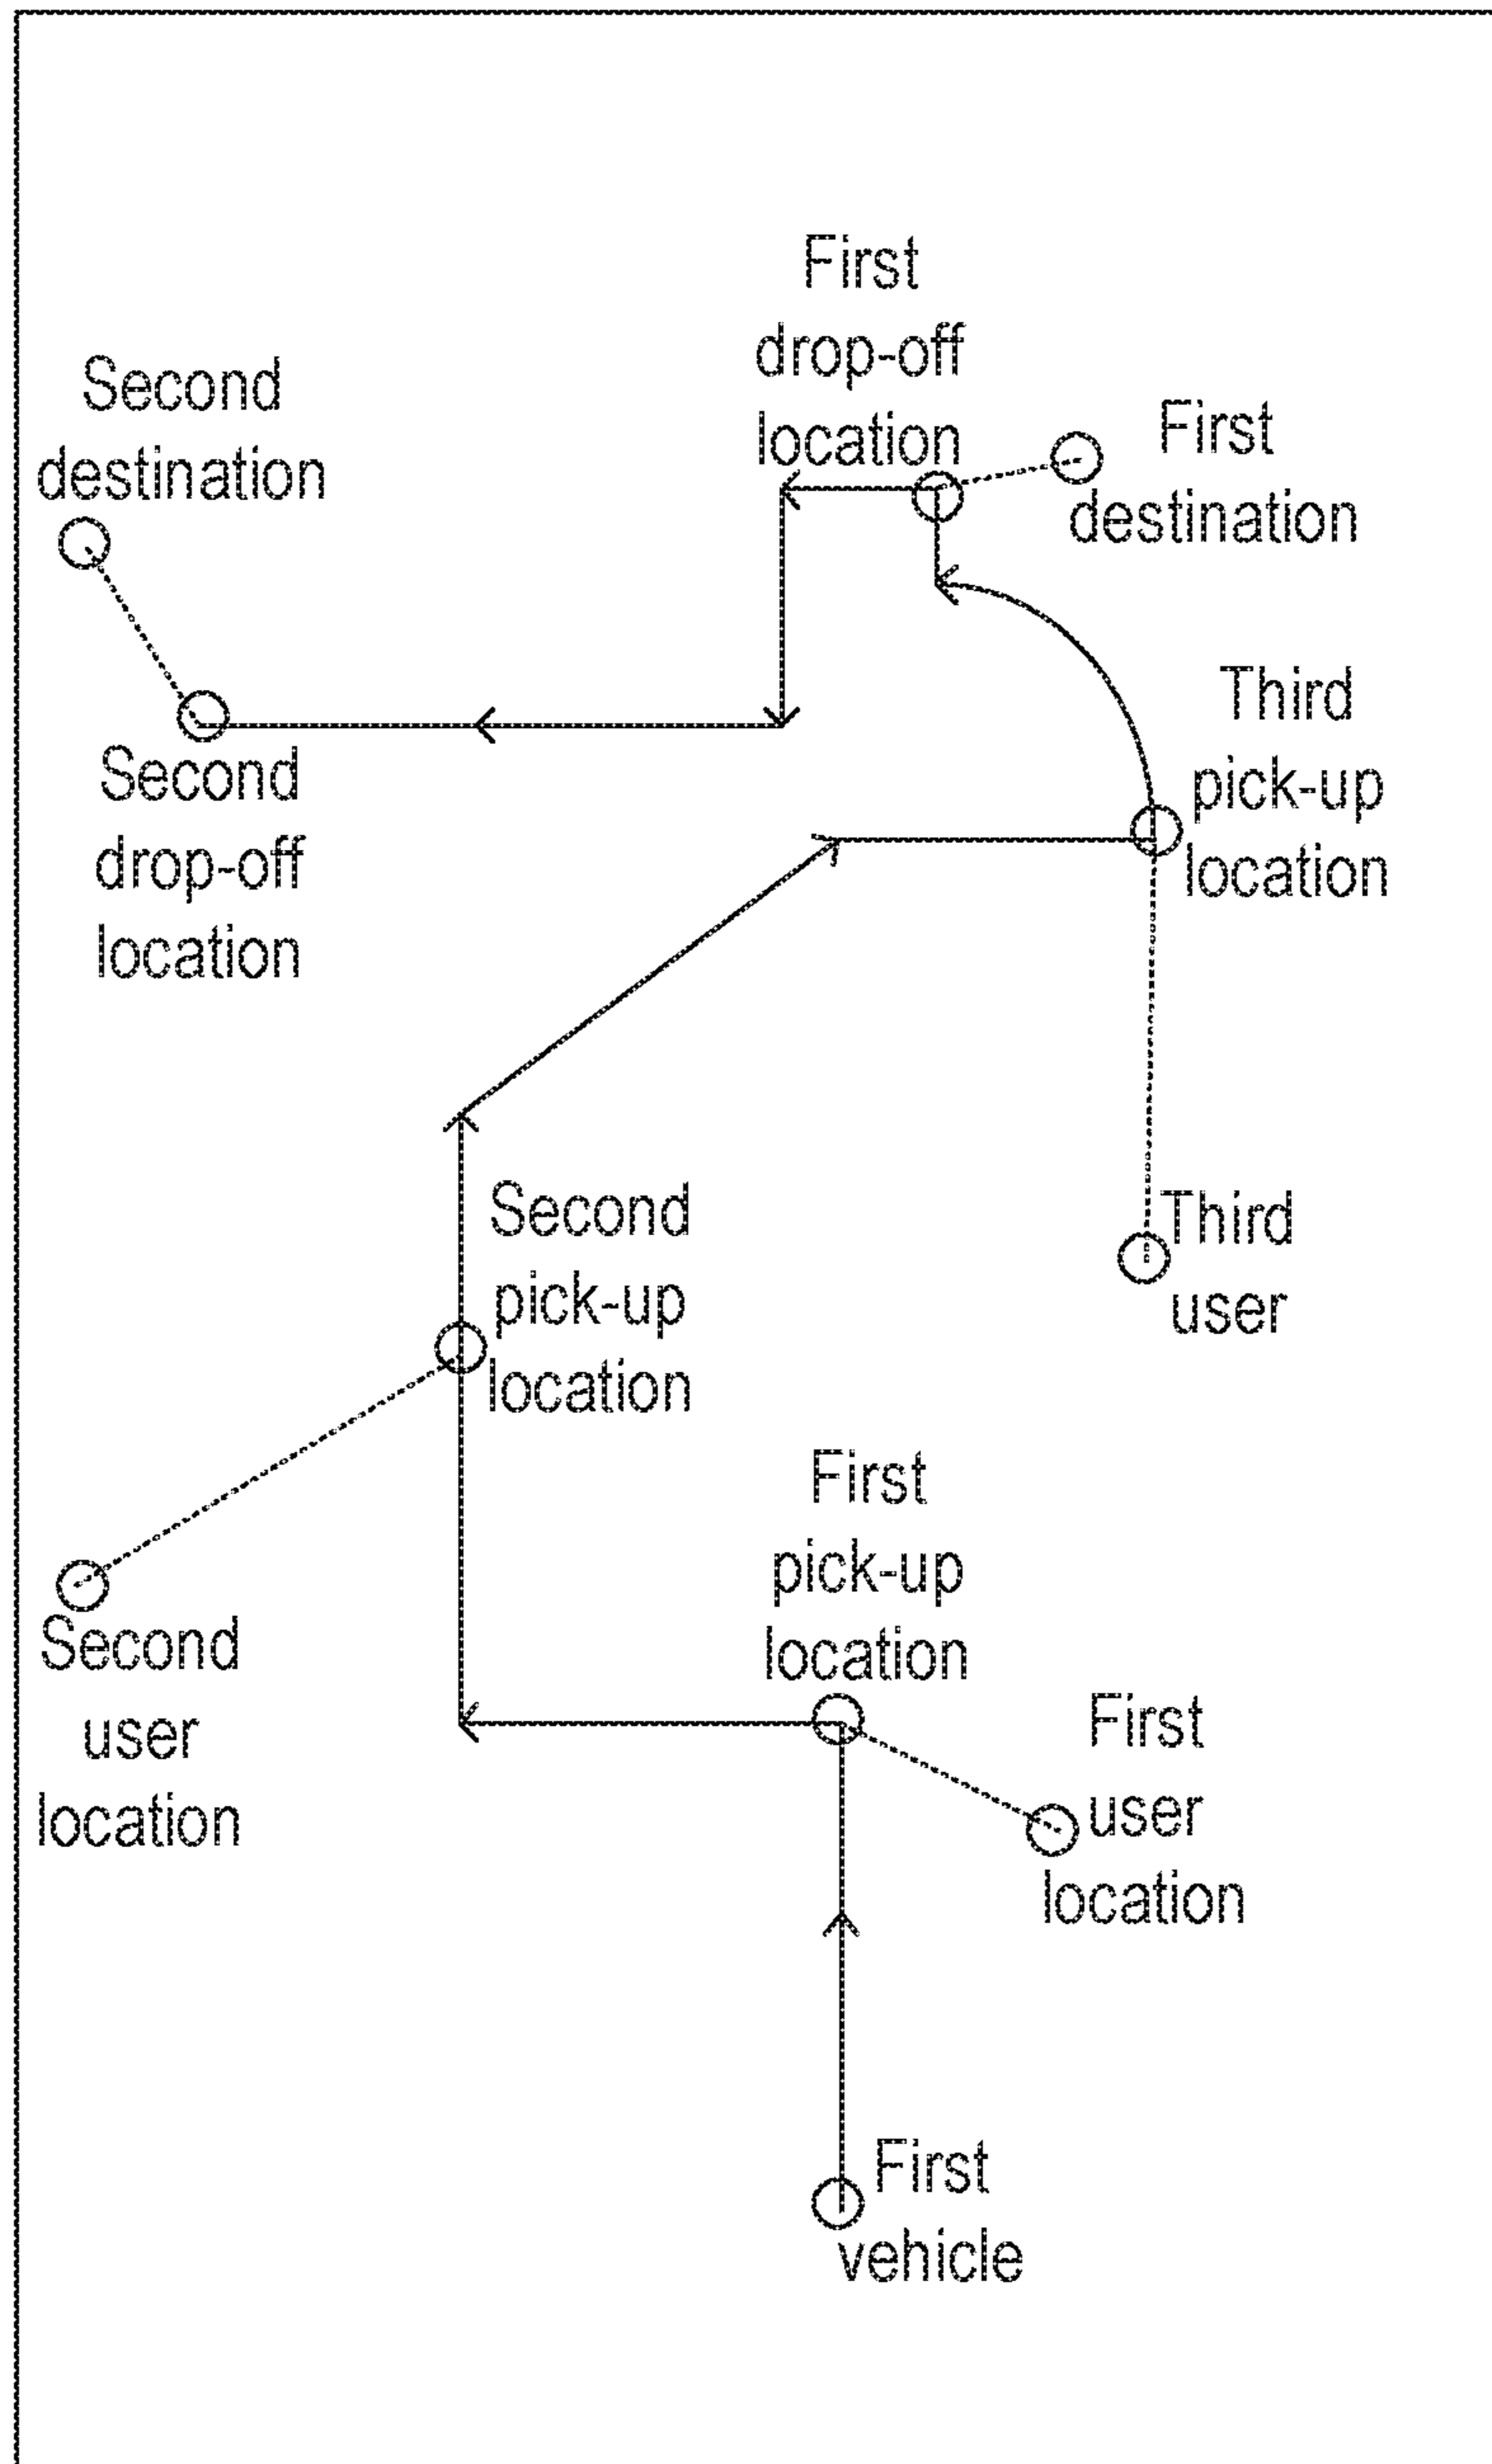 First
drop-off
location
Second
destination
First
destination
Third
pick-up
location
Second
drop-off
location
Second
pick-up
location
Third
user
First
pick-up
location
Second
user
location
First
user
location
First
vehicle